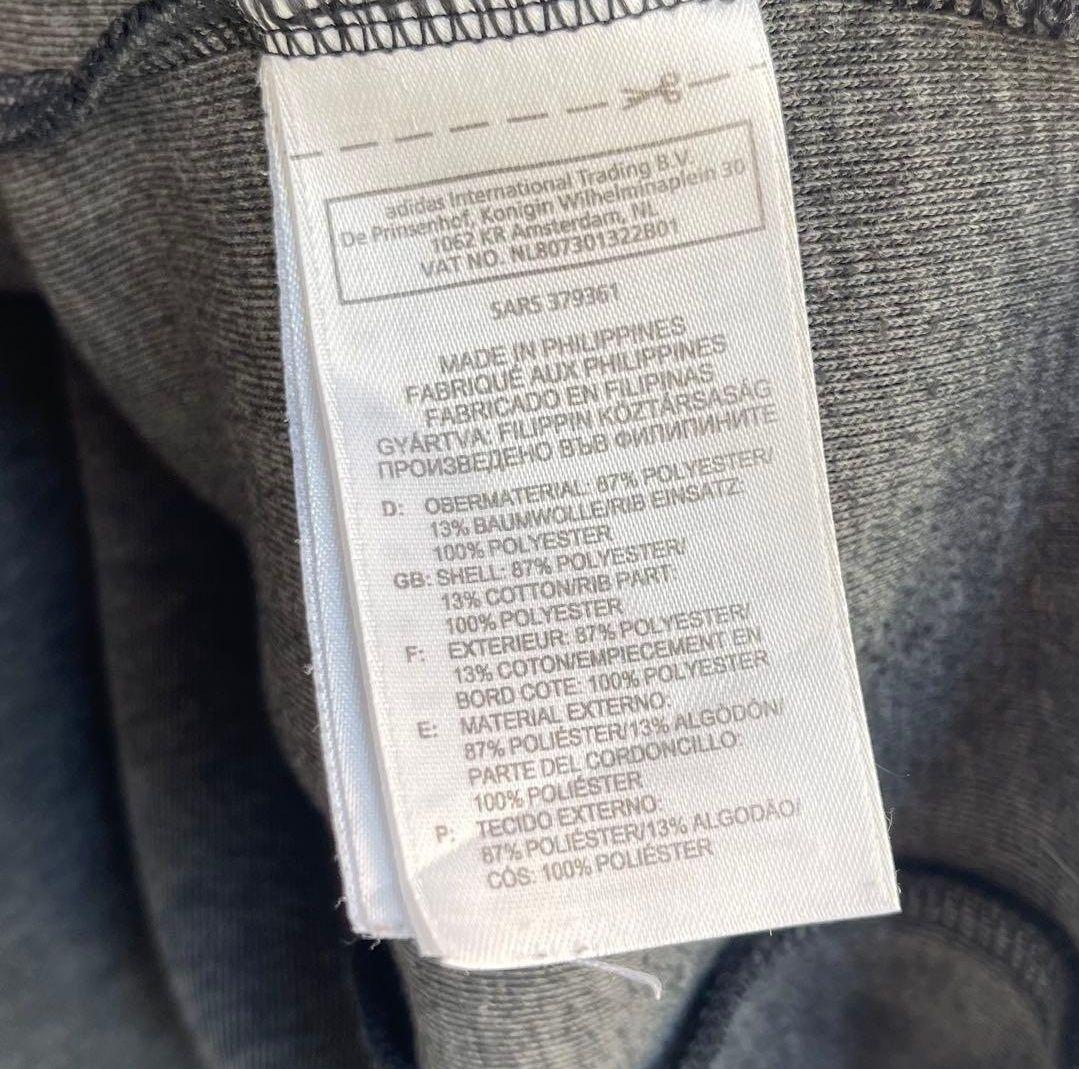 adidas International Trading B.V.
De Prinsenhof, Konigin Wilhelminaplein 30
1062 KR Amsterdam, NL
VAT NO. NL807301322B01
SARS 379361
MADE IN PHILIPPINES
FABRIQUÉ AUX PHILIPPINES
FABRICADO EN FILIPINAS
GYÁRTVA: FILIPPIN KÖZTÁRSASÁG
ПРОИЗВЕДЕНО ВЪВ ФИЛИПИНИТЕ
D: OBERMATERIAL: 87% POLYESTER/
13% BAUMWOLLE/RIB EINSATZ:
100% POLYESTER
GB: SHELL: 87% POLYESTER/
13% COTTON/RIB PART:
100% POLYESTER
F: EXTERIEUR: 87% POLYESTER/
13% COTON/EMPIECEMENT EN
BORD COTE: 100% POLYESTER
E: MATERIAL EXTERNO:
87% POLIÉSTER/13% ALGODÓN/
PARTE DEL CORDONCILLO:
100% POLIÉSTER
P: TECIDO EXTERNO:
87% POLIÉSTER/13% ALGODÃO/
CÓS: 100% POLIÉSTER